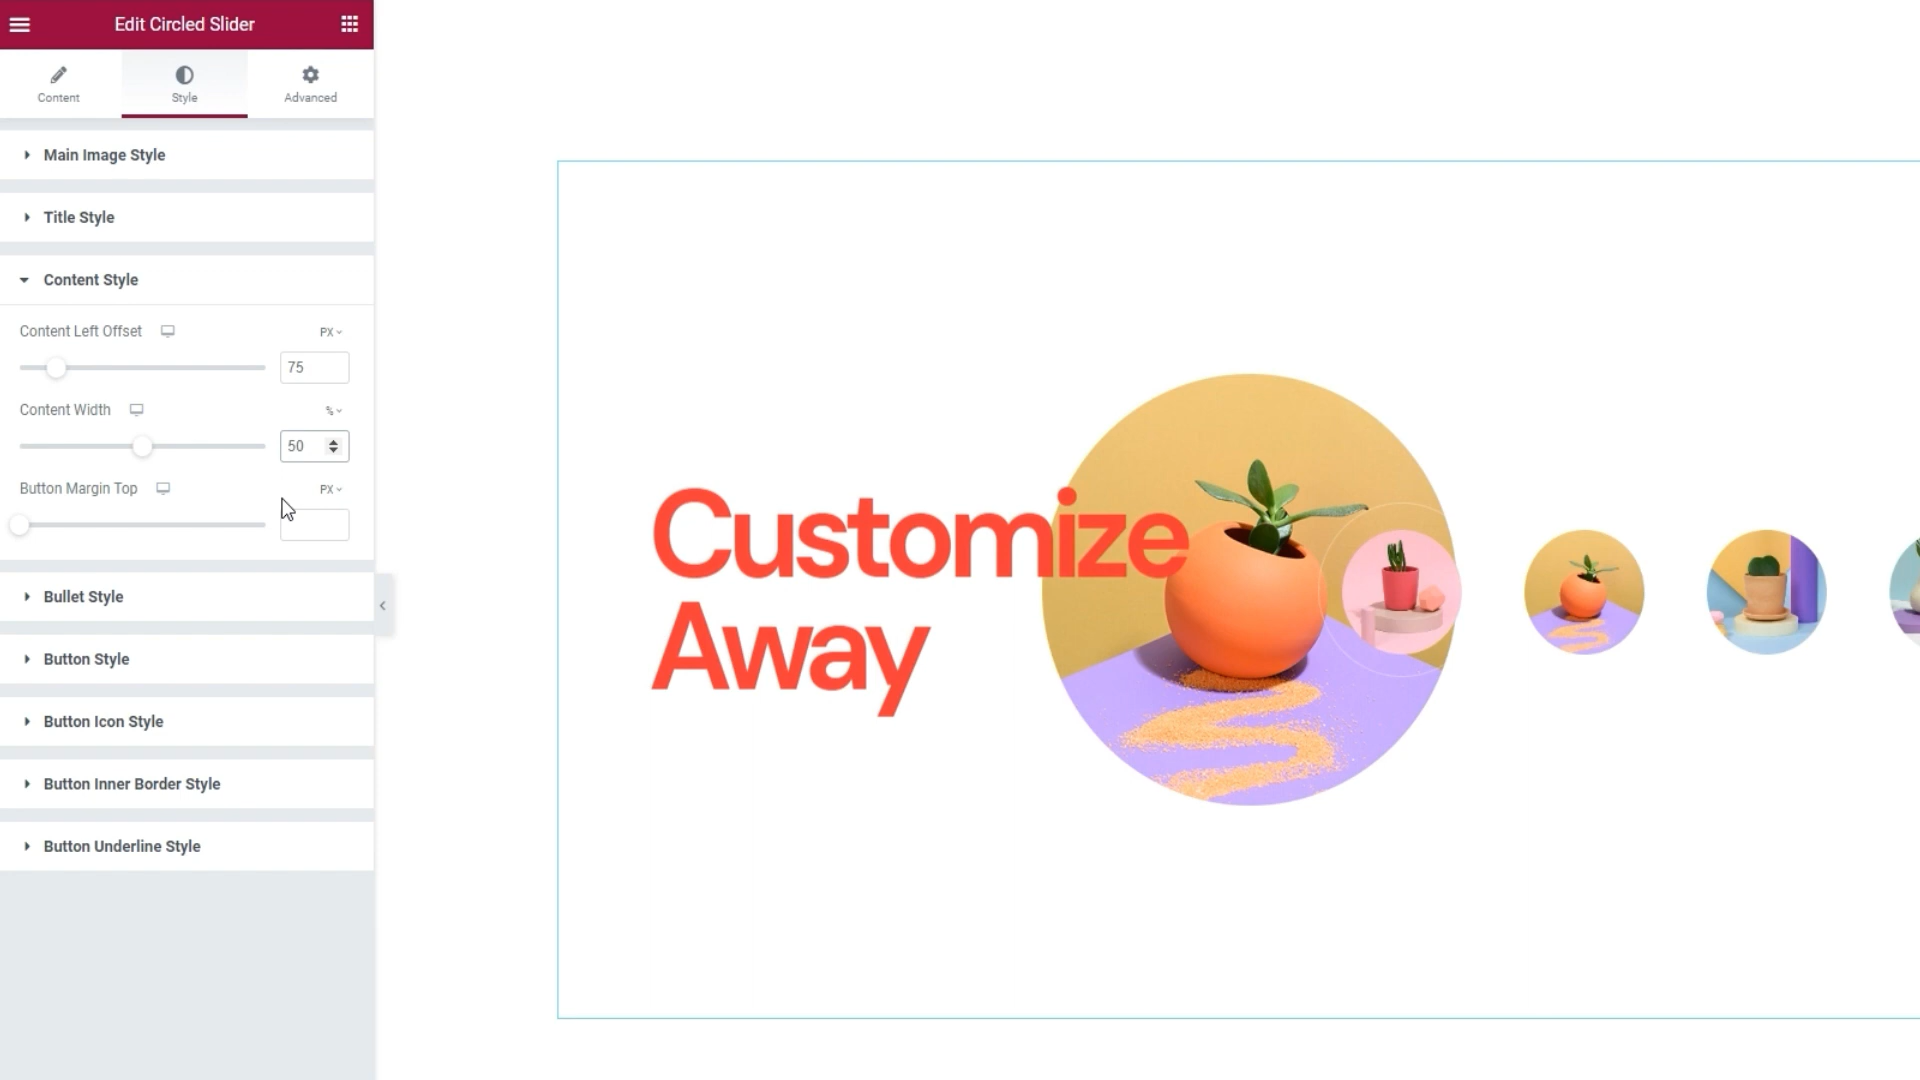 Edit Circled Slider
Content
Style
Advanced
Main Image Style
Title Style
Content Style
Content Left Offset
PX
75
Content Width
%
50
Button Margin Top
PX
Bullet Style
Button Style
Button Icon Style
Button Inner Border Style
Button Underline Style
Customize
Away